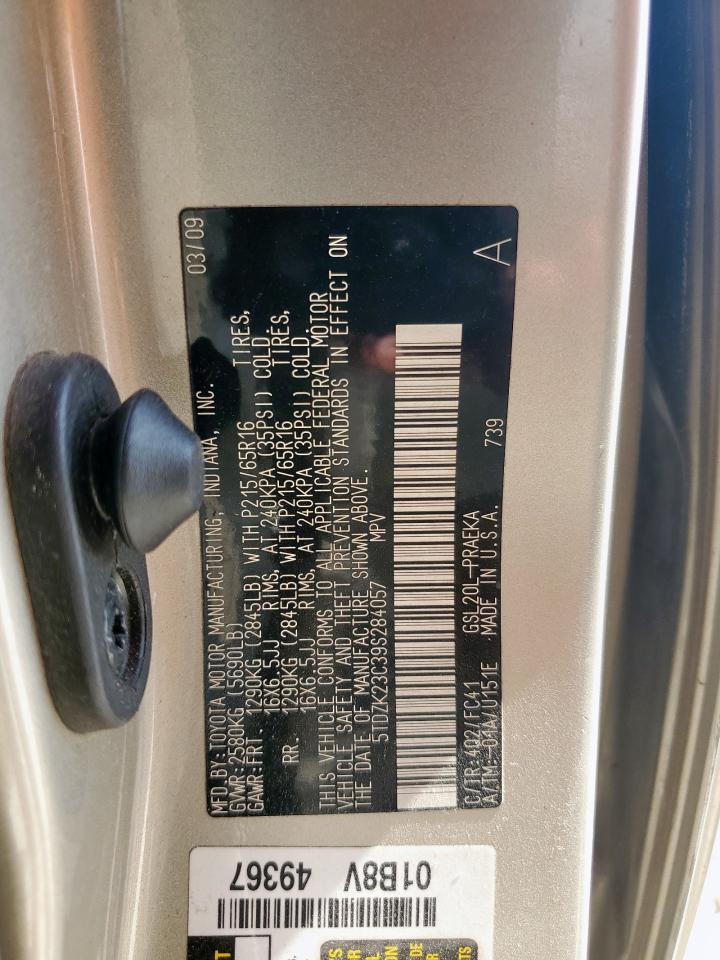 MFD.BY:TOYOTA MOTOR MANUFACTURING, INDIANA, INC. 03/09
GVWR:2580KG (5690LB)
GAWR:FRT. 1290KG (2845LB) WITH P215/65R16 TIRES,
16X6.5JJ RIMS, AT 240KPA (35PSI) COLD.
RR. 1290KG (2845LB) WITH P215/65R16 TIRES,
16X6.5JJ RIMS, AT 240KPA (35PSI) COLD.
THIS VEHICLE CONFORMS TO ALL APPLICABLE FEDERAL MOTOR
VEHICLE SAFETY AND THEFT PREVENTION STANDARDS IN EFFECT ON
THE DATE OF MANUFACTURE SHOWN ABOVE.
5TDZK23C39S284057 MPV
C/TR:402/FC41 GSL20L-PRAEKA 739
A/TM:-04A/U151E MADE IN U.S.A. A
01B8V 49367